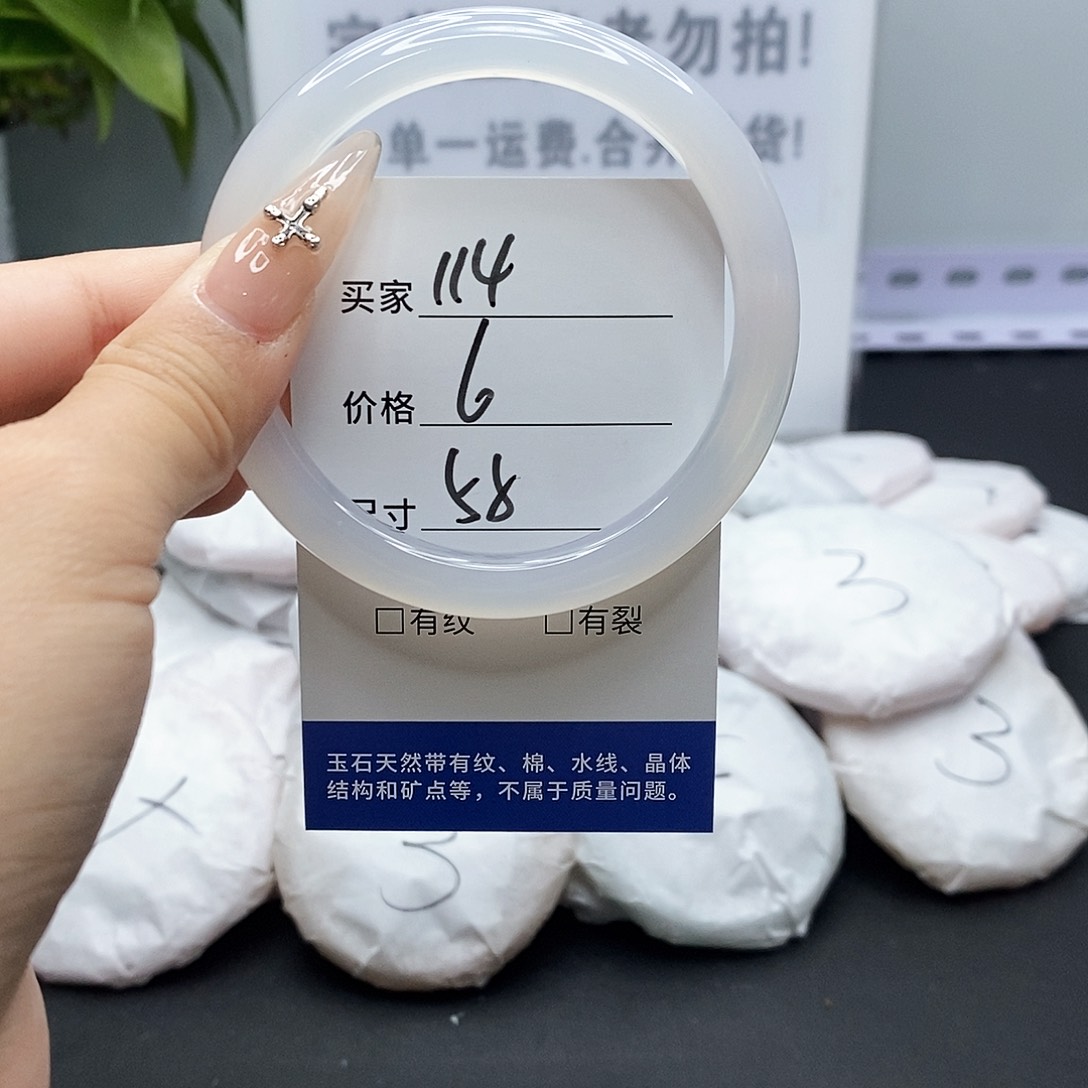 勿拍!
单一运费.合并 货!
买家 114
价格 6
尺寸 58
□有纹 □有裂
玉石天然带有纹、棉、水线、晶体
结构和矿点等，不属于质量问题。
3
3
3